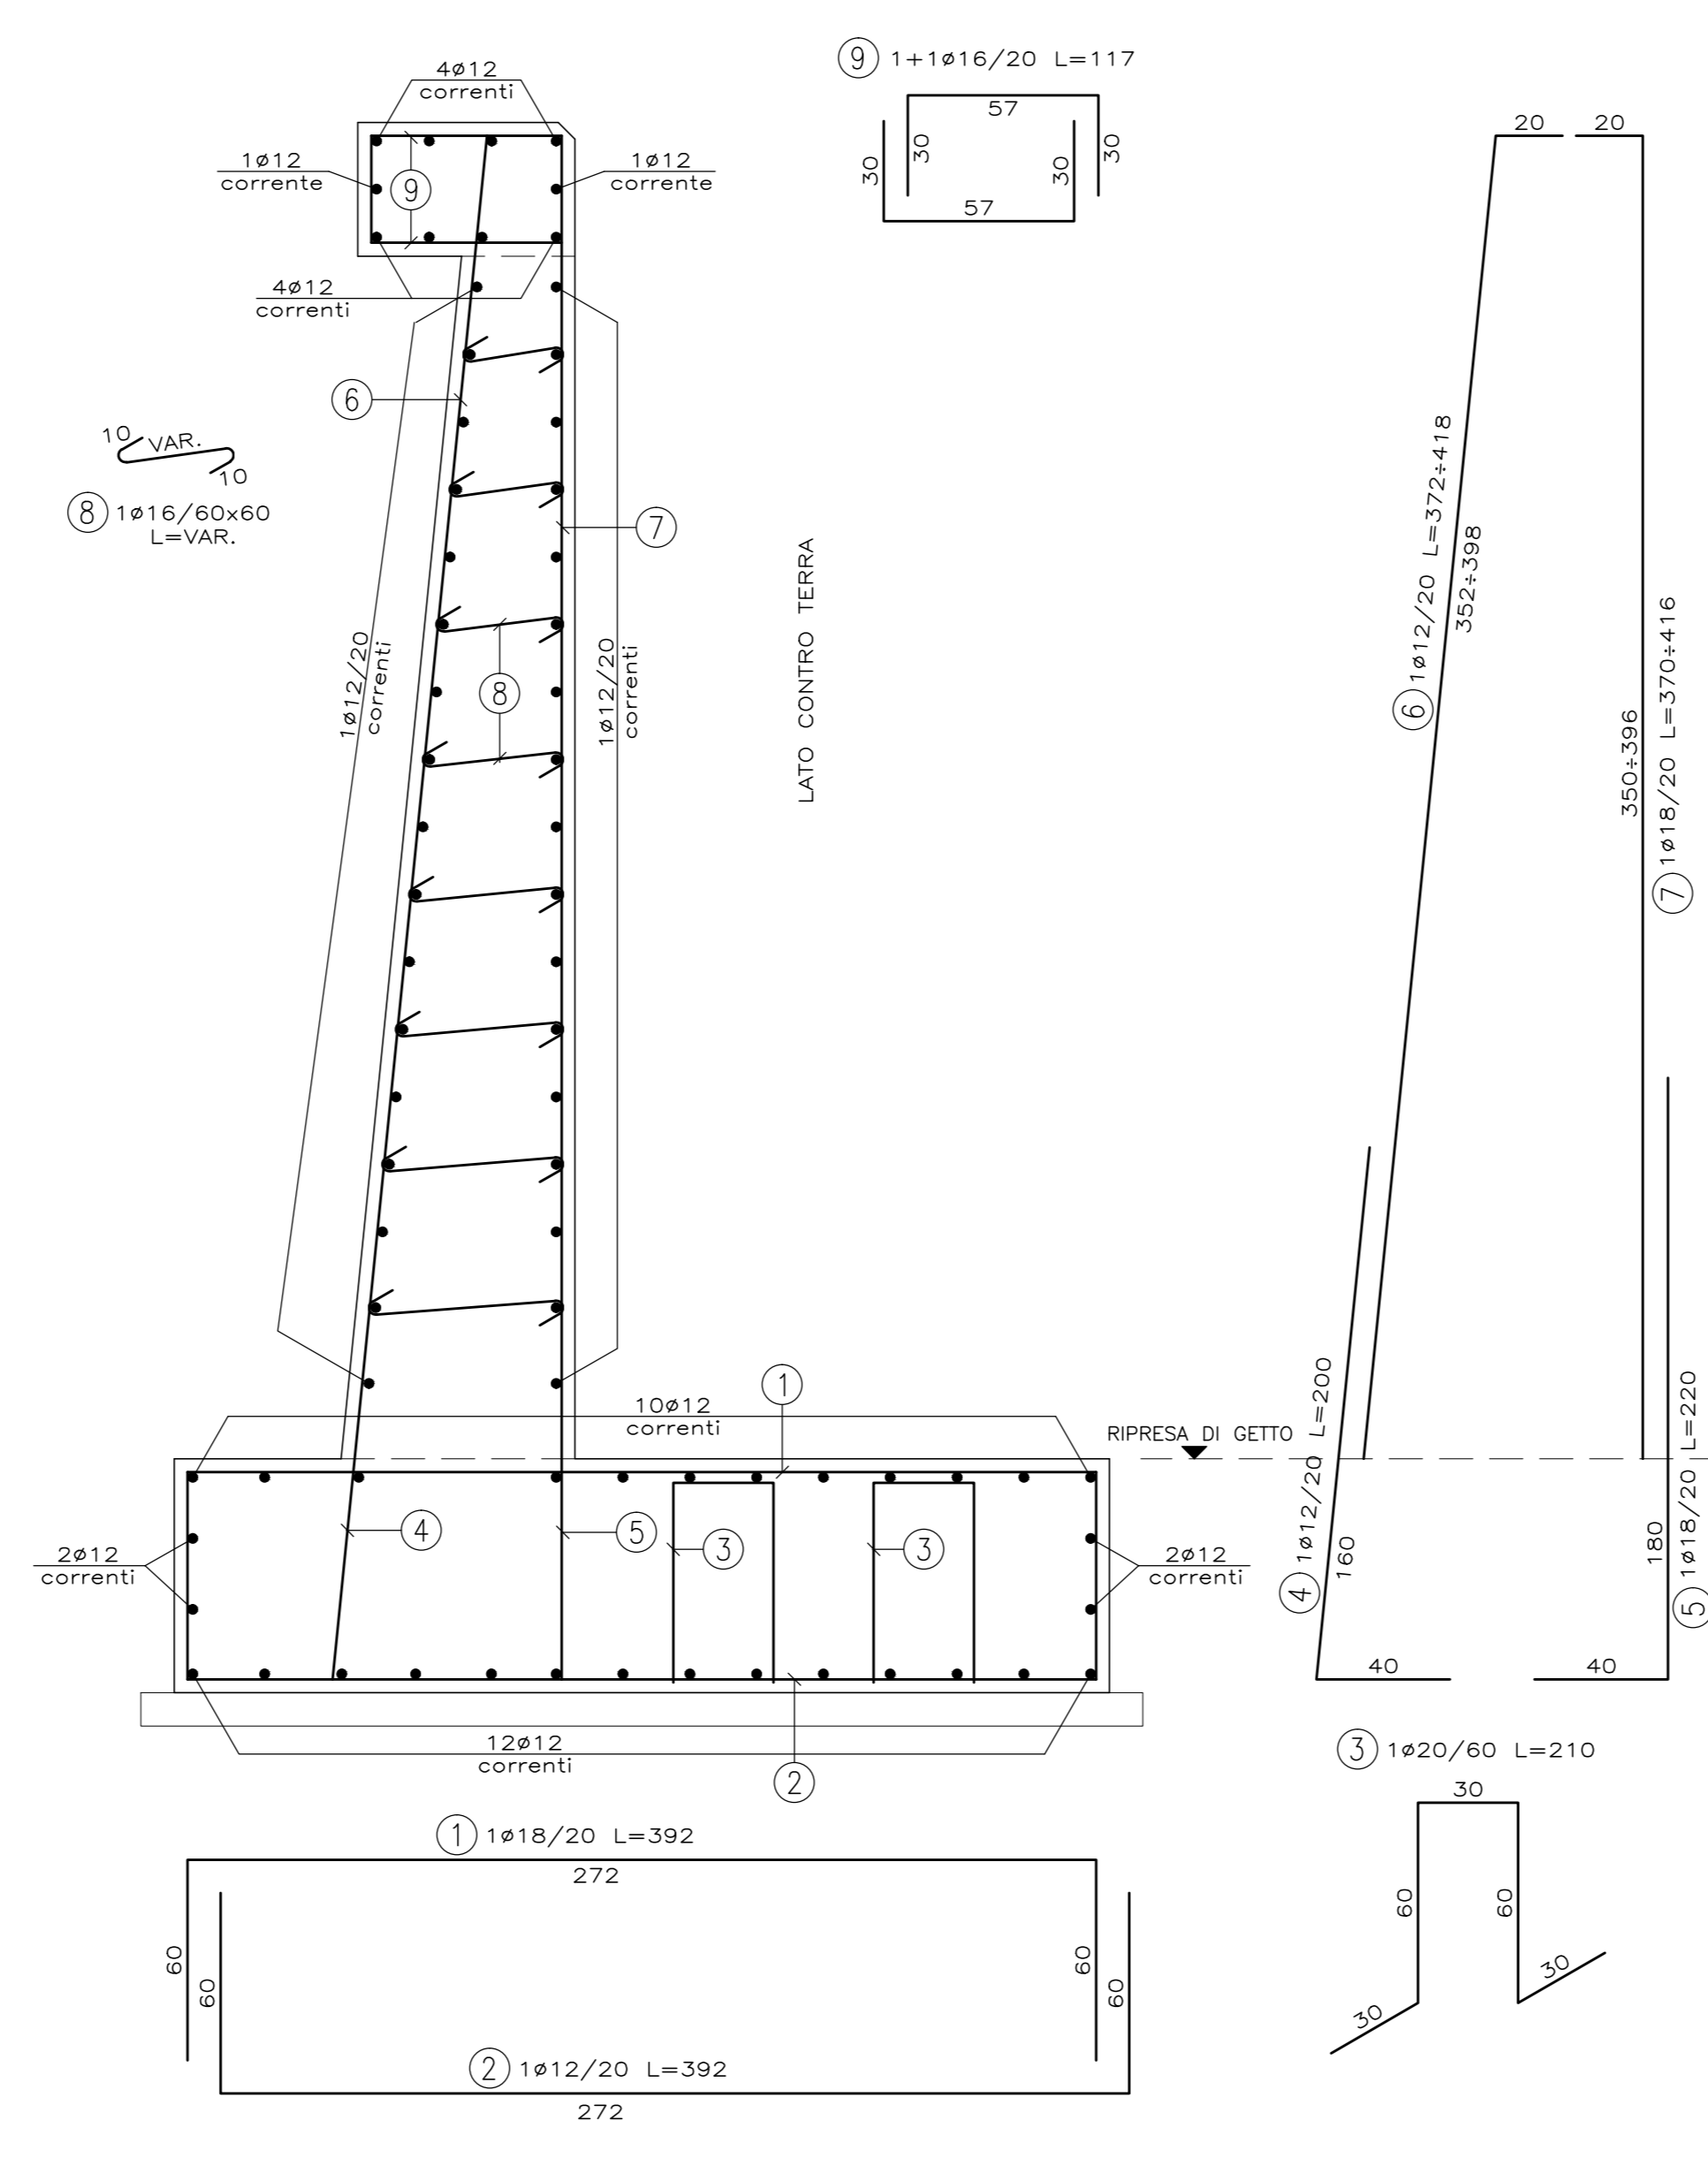 4ø12
correnti
9 1+1ø16/20 L=117
57
30
30
30
30
57
20
20
1ø12
corrente
9
1ø12
corrente
4ø12
correnti
6
10
VAR.
10
8 1ø16/60x60
L=VAR.
7
LATO CONTRO TERRA
1ø12/20
correnti
8
1ø12/20
correnti
6 1ø12/20 L=372÷418
352÷398
350÷396
7 1ø18/20 L=370÷416
1
10ø12
correnti
RIPRESA DI GETTO
4
5
3
3
2ø12
correnti
2ø12
correnti
4 1ø12/20 L=200
160
180
5 1ø18/20 L=220
40
40
12ø12
correnti
2
3 1ø20/60 L=210
30
60
60
30
30
1 1ø18/20 L=392
272
60
60
60
60
2 1ø12/20 L=392
272